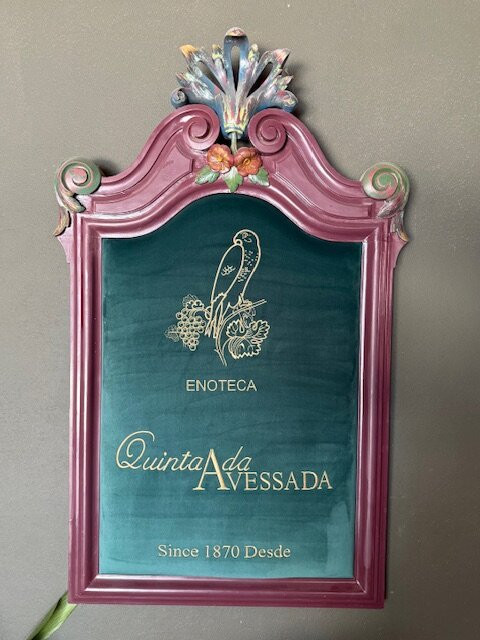 ENOTECA
Quinta da
AVESSADA
Since 1870 Desde